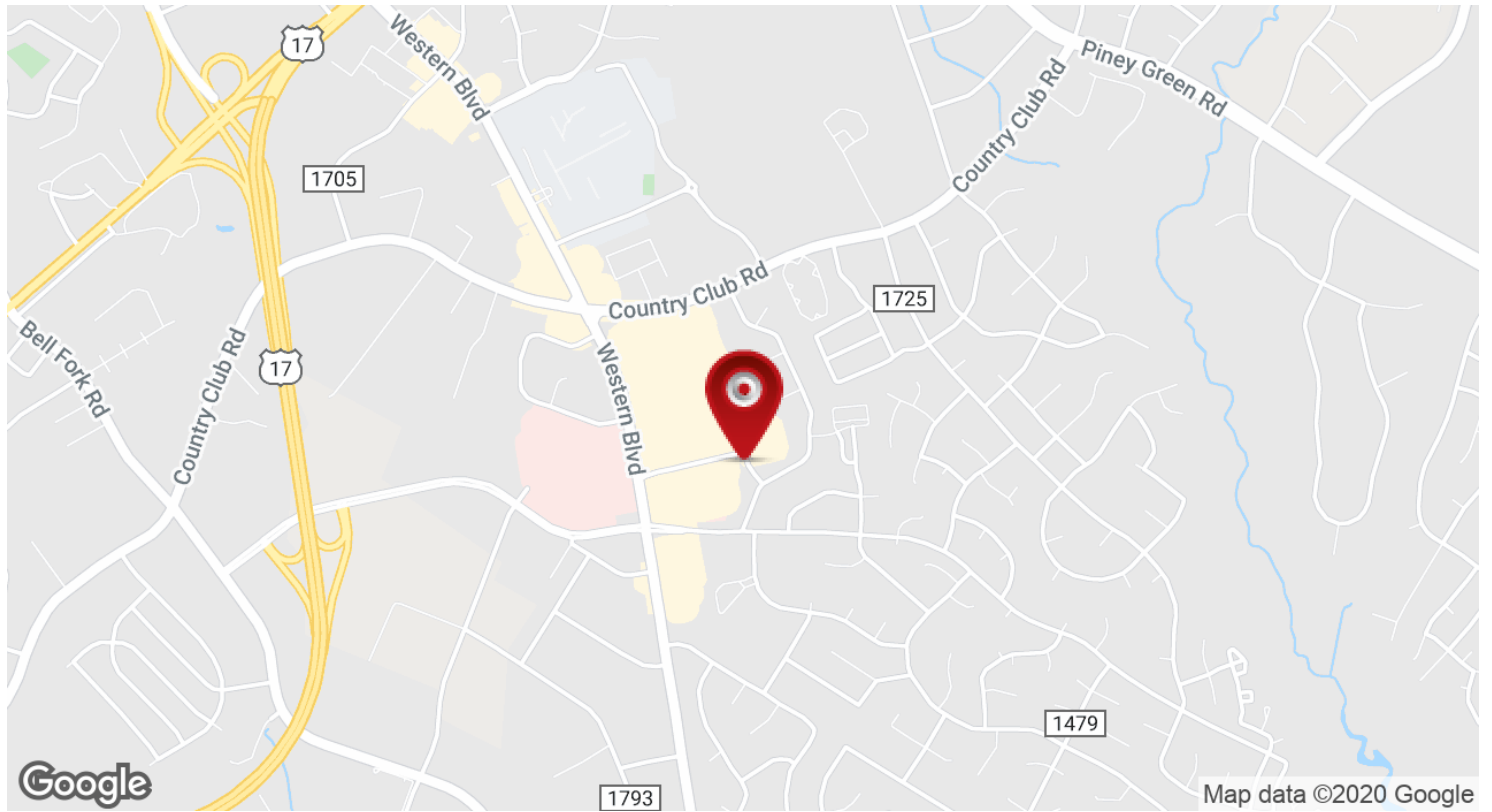 17
Western Blvd
Piney Green Rd
Country Club Rd
1705
Country Club Rd
1725
Bell Fork Rd
Country Club Rd
17
Western Blvd
1479
1793
Google
Map data ©2020 Google